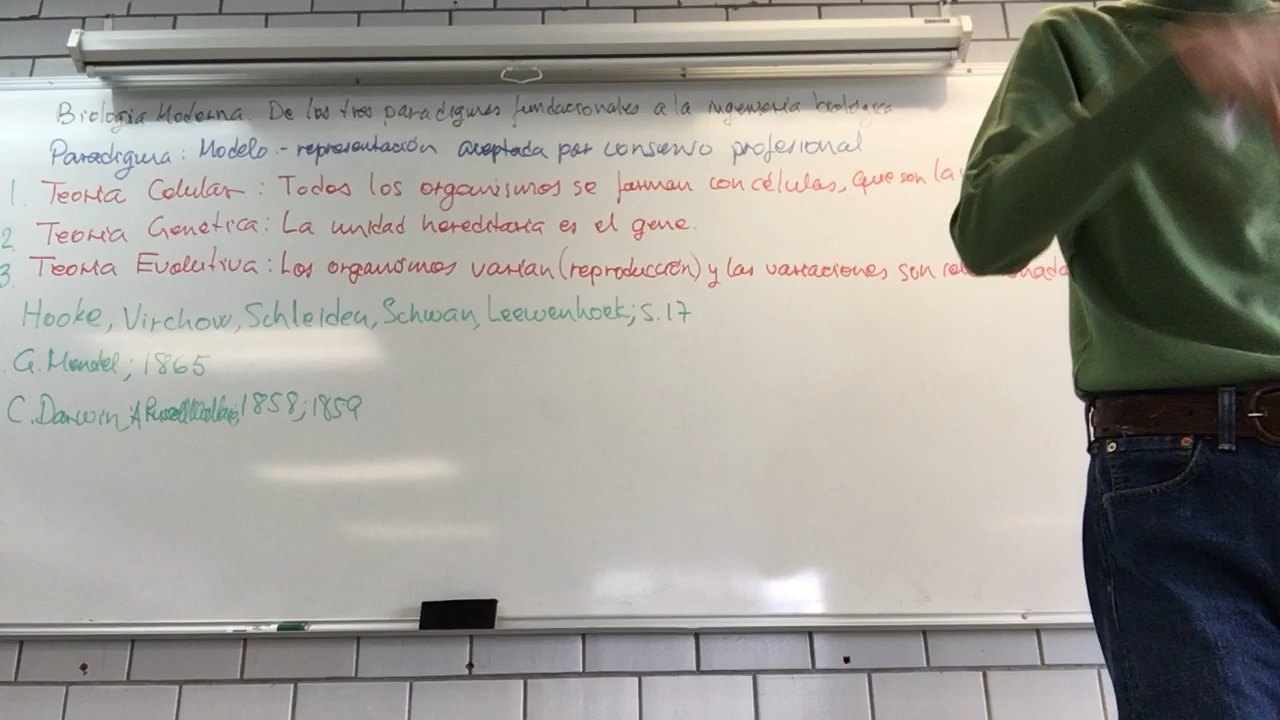 Biología Moderna. De los tres paradigmas fundacionales a la ingeniería biológica
Paradigma: Modelo - representación aceptada por consenso profesional
1. Teoría Celular: Todos los organismos se forman con células, que son la
2. Teoría Genética: La unidad hereditaria es el gene.
3. Teoría Evolutiva: Los organismos varían (reproducción) y las variaciones son
Hooke, Virchow, Schleiden, Schwan, Leewenhoek; S. 17
G. Mendel; 1865
C. Darwin, A 1858; 1859